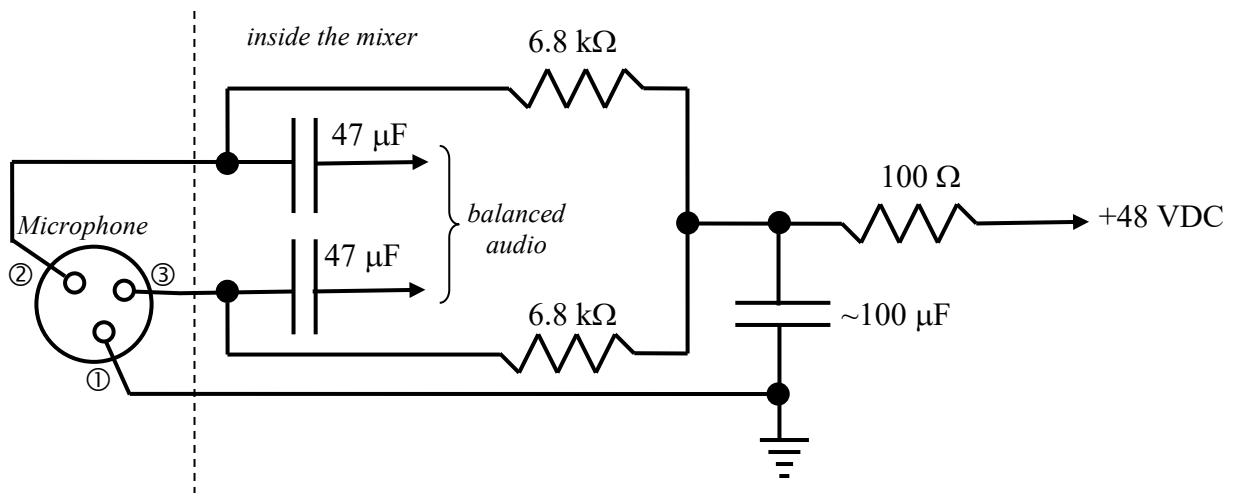 inside the mixer
6.8 kΩ
47 μF
100 Ω
+48 VDC
Microphone
balanced
audio
②
③
47 μF
6.8 kΩ
~100 μF
①